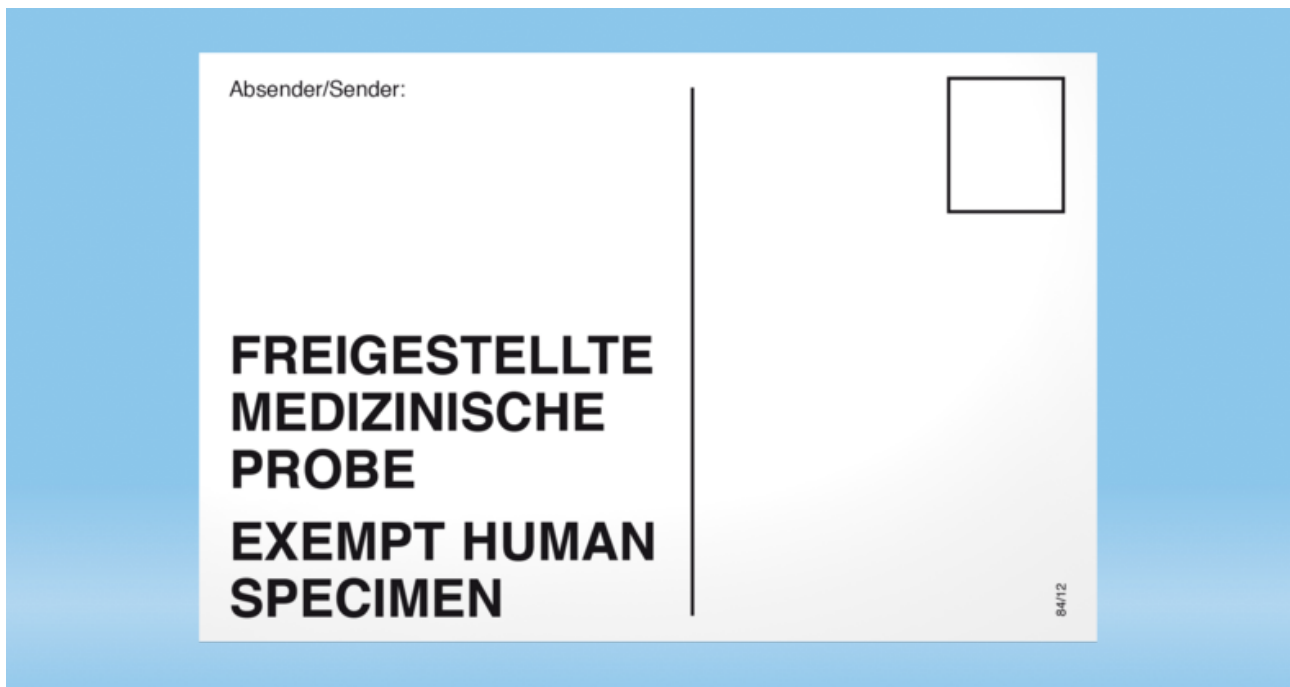 Absender/Sender:
FREIGESTELLTE
MEDIZINISCHE
PROBE
EXEMPT HUMAN
SPECIMEN
84/12